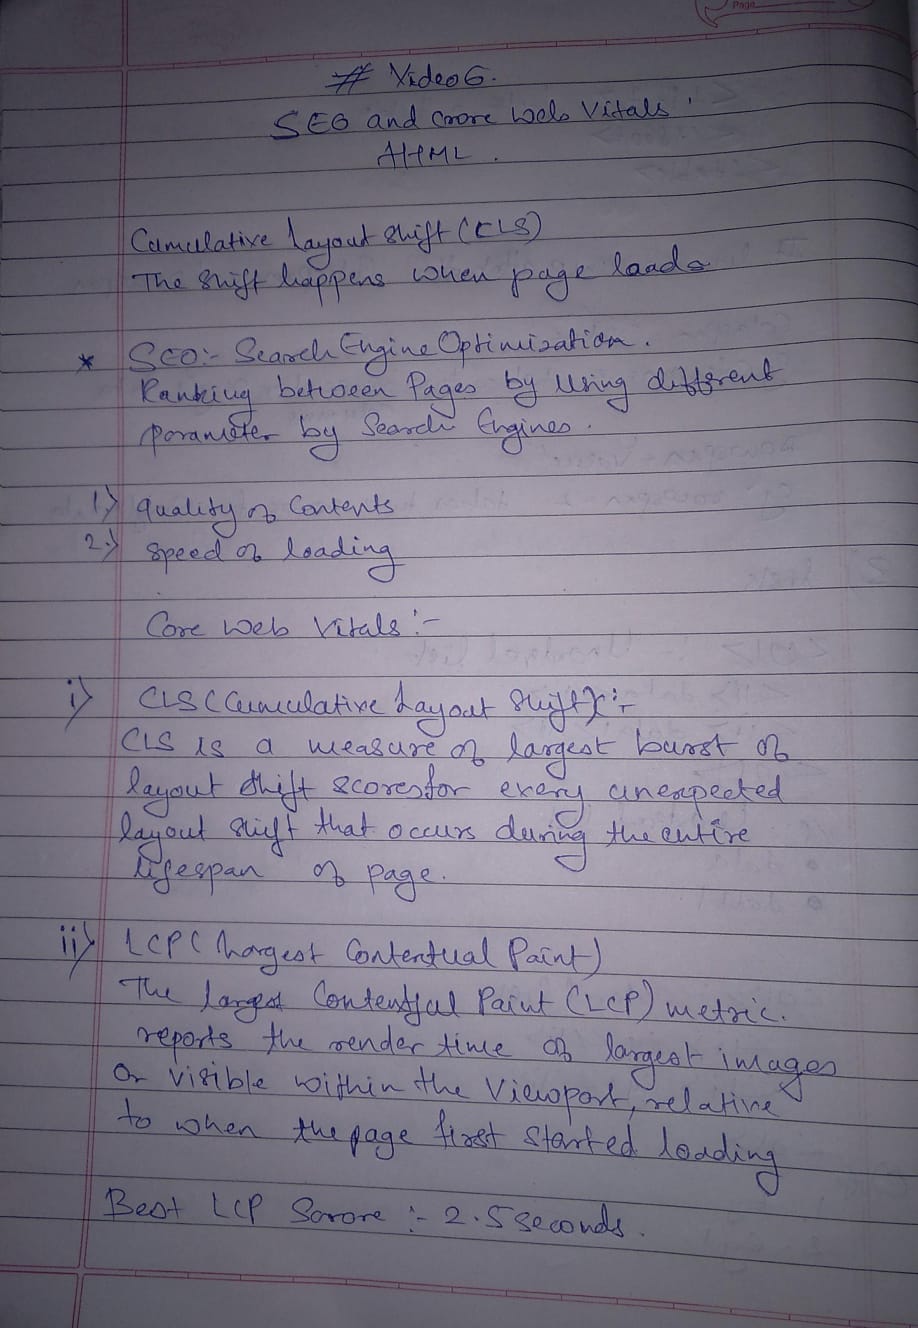 Page
# Video 6.
SEO and Coore Web Vitals
HTML.
Cumulative Layout Shift (CLS)
The Shift happens when page loads
* SEO:- Search Engine Optimization.
Ranking between Pages by Using different
parameter by Search Engines.
1) quality of Contents
2.) speed of loading
Core Web Vitals:-
i) CLS (Cumulative Layout Shift):-
CLS is a measure of largest burst of
layout shift scores for every unexpected
layout shift that occurs during the entire
lifespan of page.
ii) LCP (Largest Contentual Paint)
The largest Contentful Paint (LCP) metric.
reports the render time of largest images
or visible within the Viewport, relative
to when the page first started loading
Best LCP Sorore :- 2.5 seconds.